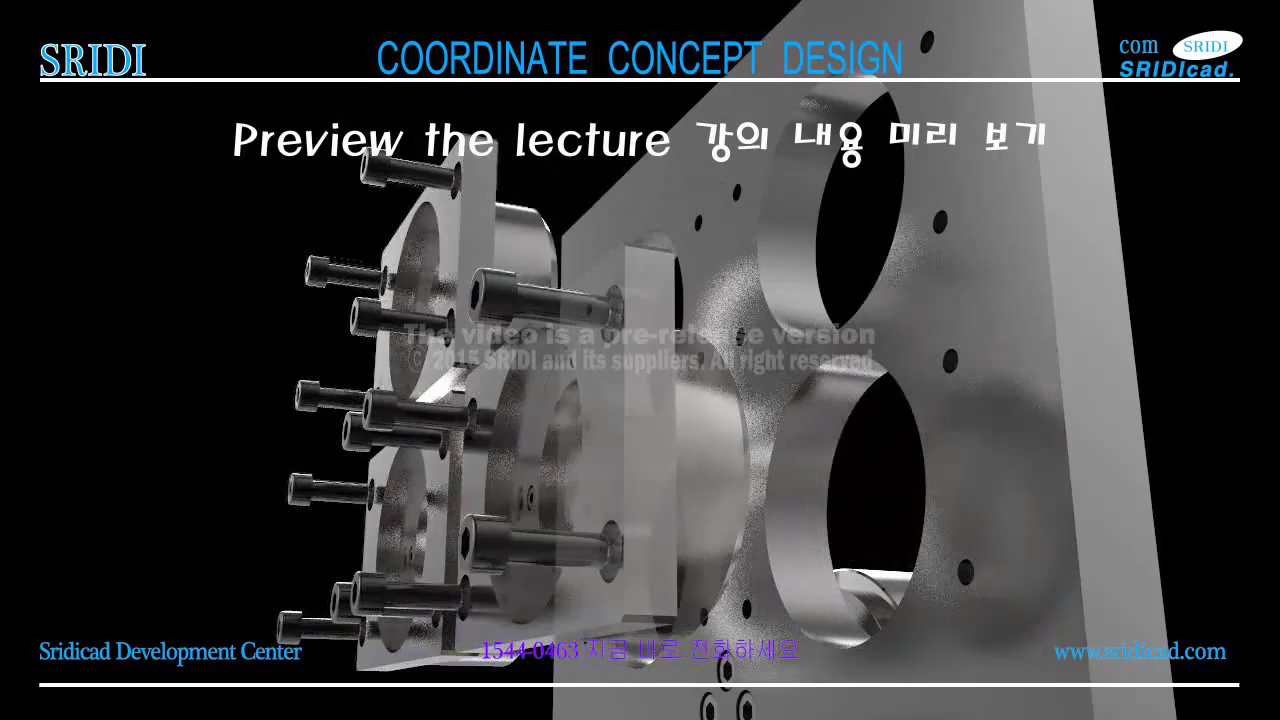 SRIDI
COORDINATE CONCEPT DESIGN
com SRIDI
SRIDIcad.
Preview the lecture 강의 내용 미리 보기
The video is a pre-release version
© 2015 SRIDI and its suppliers. All right reserved
Sridicad Development Center
1544-0463 지금 바로 전화하세요
www.sridicad.com